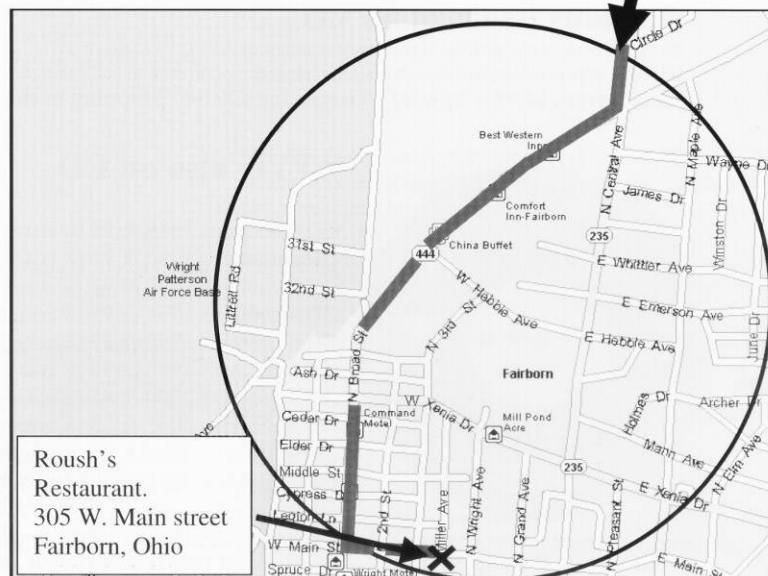 Circle Dr
Best Western
Inn
N Central Ave
N Maple Ave
Wayne Dr
James Dr
Comfort
Inn-Fairborn
Winston Dr
235
China Buffet
31st St
444
E Whittier Ave
Wright
Patterson
Air Force Base
Littrell Rd
32nd St
W Hebble Ave
E Emerson Ave
N 3rd St
E Hebble Ave
June Dr
N Broad St
Ash Dr
Fairborn
Holmes Dr
Archer Dr
W Xenia Dr
Cedar Dr
Command
Motel
Mill Pond
Acre
Elder Dr
Mann Ave
N Elm Ave
Middle St
235
Cypress D
E Xenia Dr
Roush's
Restaurant.
305 W. Main street
Fairborn, Ohio
Legion Ln
2nd St
Miller Ave
N Wright Ave
N Grand Ave
N Pleasant St
W Main St
E Main S
Spruce Dr
Wright Motel